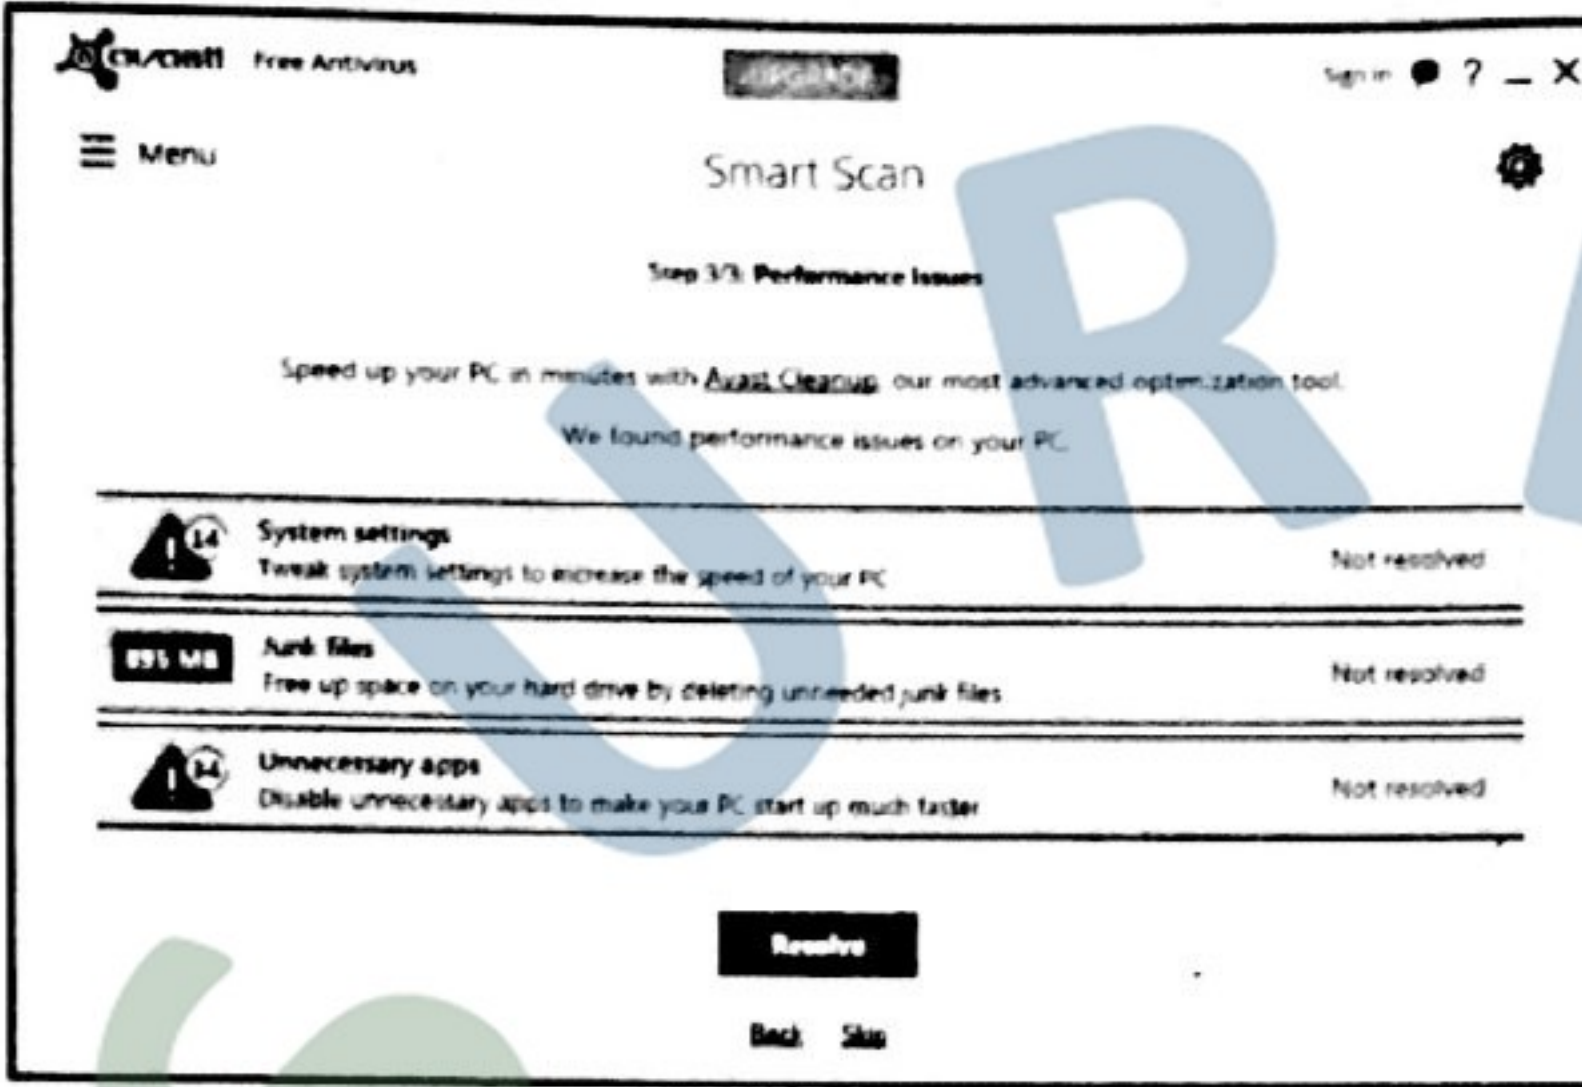 avast! Free Antivirus
UPGRADE
Sign in ? _ X
Menu
Smart Scan
Step 3/3: Performance issues
Speed up your PC in minutes with Avast Cleanup, our most advanced optimization tool.
We found performance issues on your PC.
14
System settings
Tweak system settings to increase the speed of your PC
Not resolved
895 MB
Junk files
Free up space on your hard drive by deleting unneeded junk files
Not resolved
Unnecessary apps
Disable unnecessary apps to make your PC start up much faster
Not resolved
Resolve
Back Skip
U R